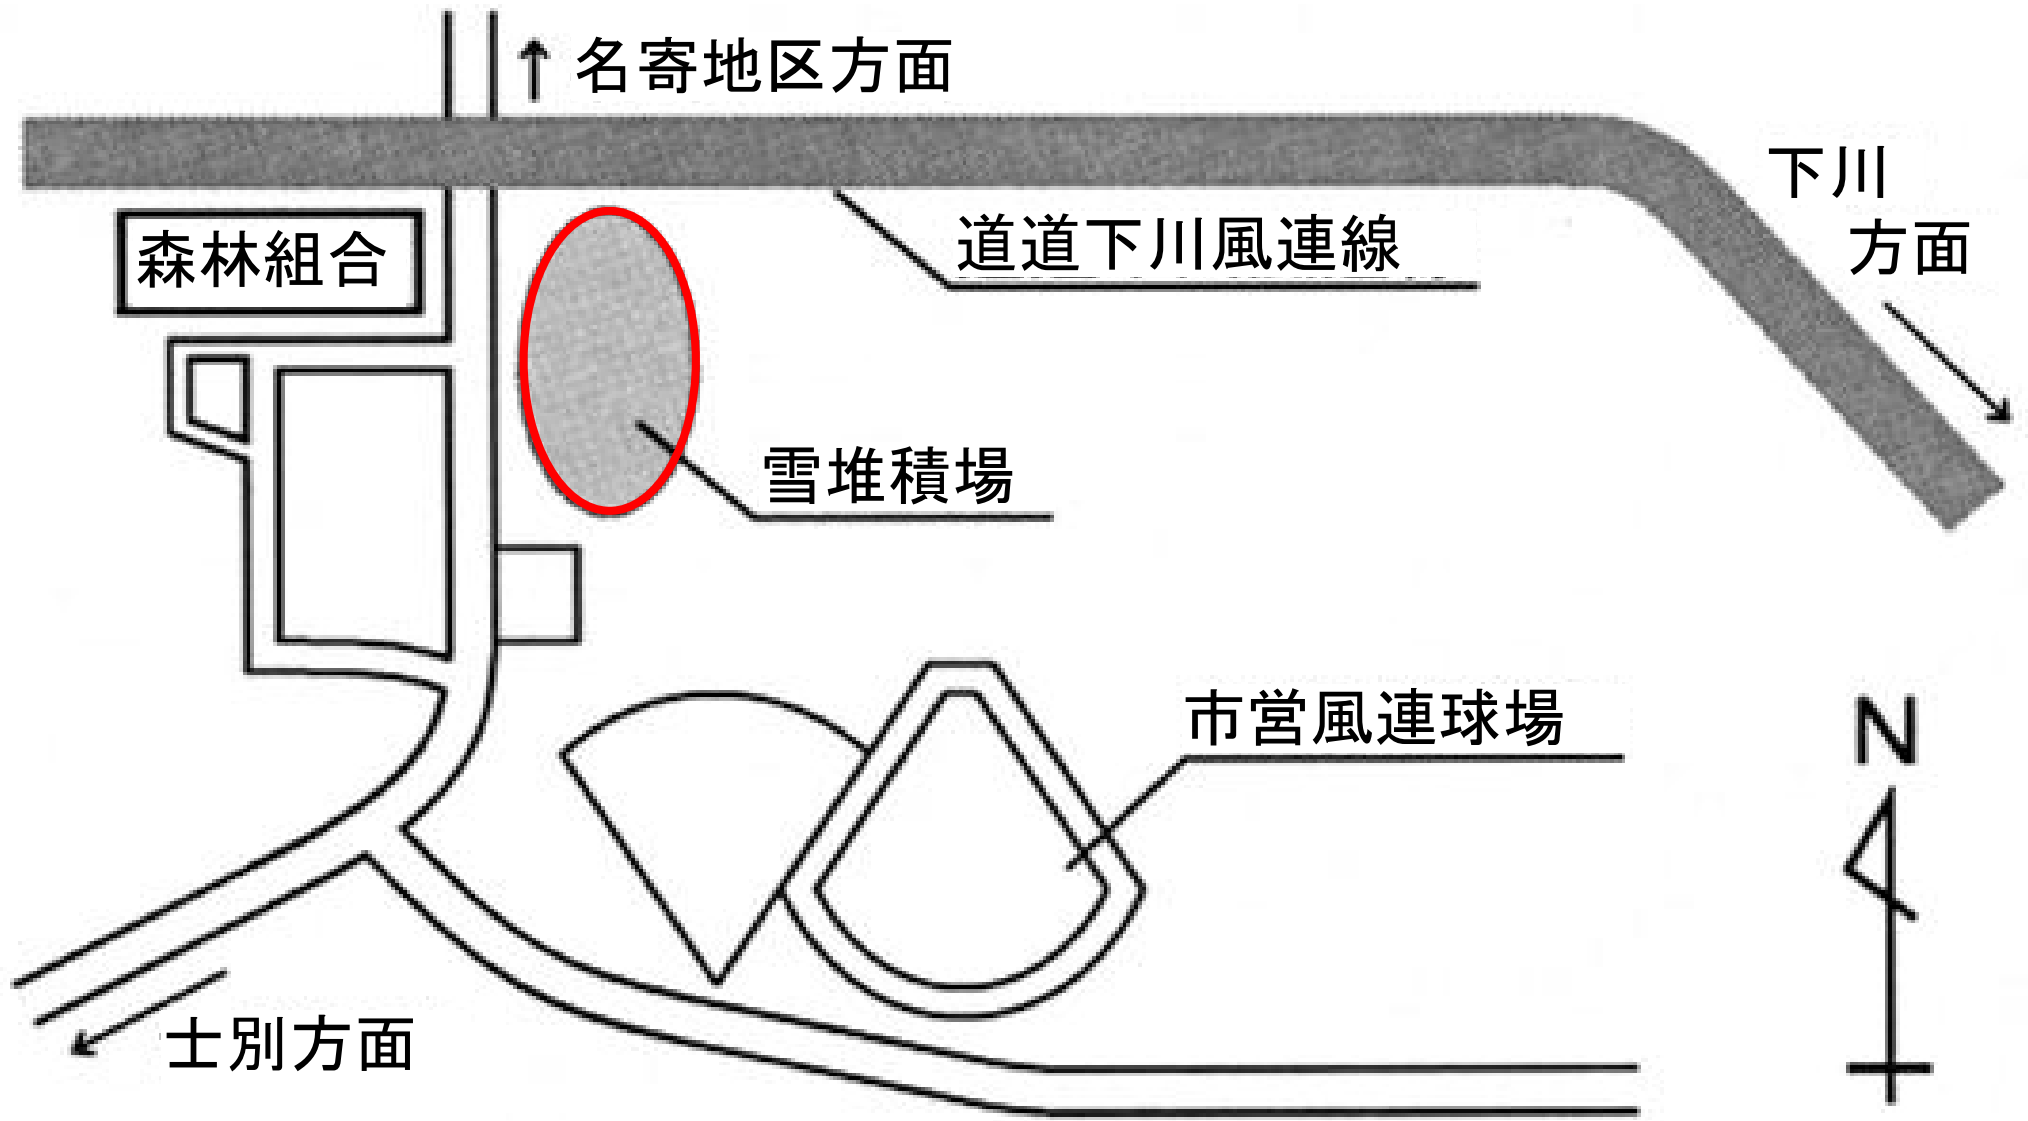 ↑ 名寄地区方面
下川
方面
道道下川風連線
森林組合
雪堆積場
市営風連球場
N
士別方面